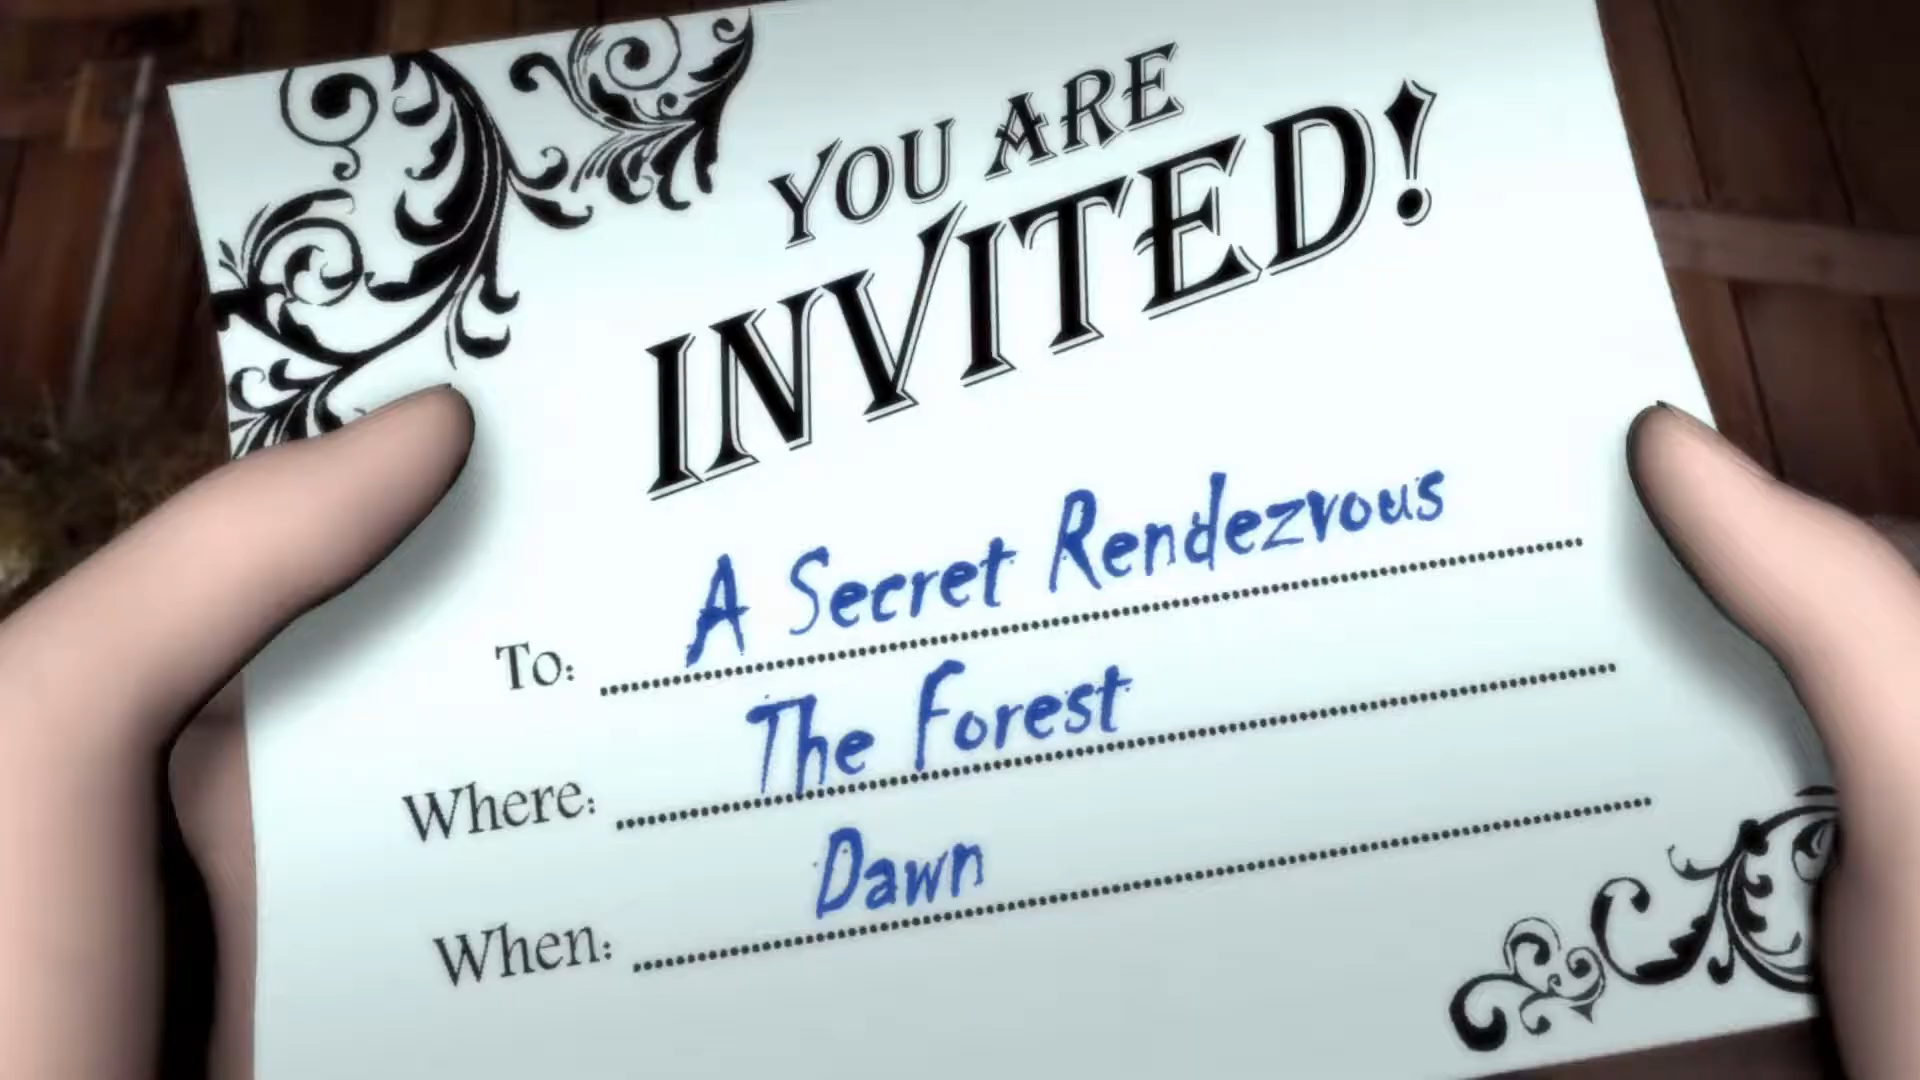 YOU ARE
INVITED!
To: A Secret Rendezvous
Where: The Forest
When: Dawn